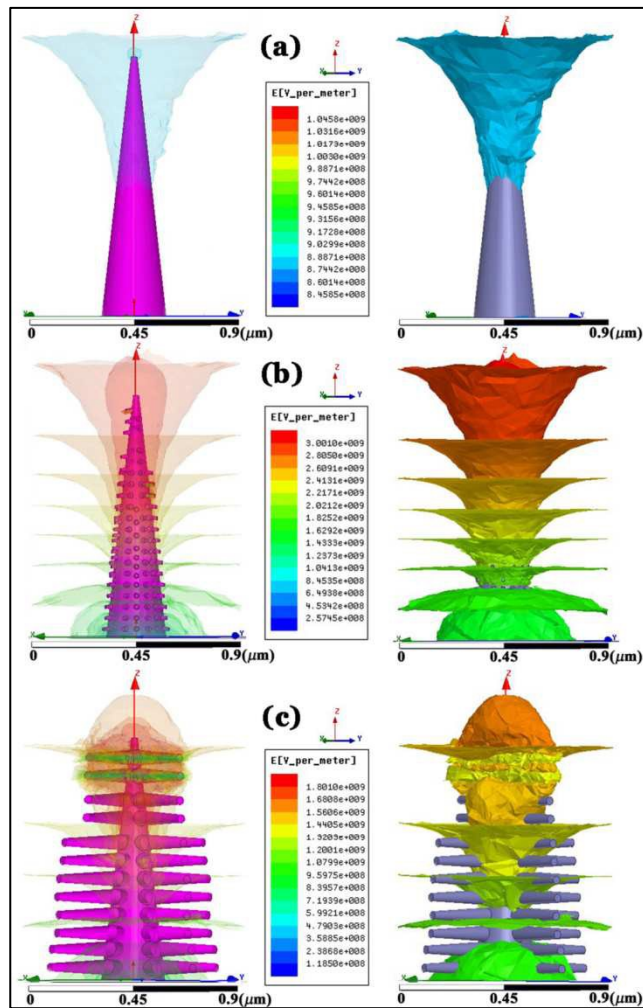 Z
(a)
Z
X Y
Z
E[V_per_meter]
1.0458e+009
1.0316e+009
1.0173e+009
1.0030e+009
9.8871e+008
9.7442e+008
9.6014e+008
9.4585e+008
9.3156e+008
9.1728e+008
9.0299e+008
8.8871e+008
8.7442e+008
8.6014e+008
8.4585e+008
X Y
X Y
0 0.45 0.9(μm)
0 0.45 0.9(μm)
Z
(b)
Z
X Y
Z
E[V_per_meter]
3.0010e+009
2.8050e+009
2.6091e+009
2.4131e+009
2.2171e+009
2.0212e+009
1.8252e+009
1.6292e+009
1.4333e+009
1.2373e+009
1.0413e+009
8.4535e+008
6.4938e+008
4.5342e+008
2.5745e+008
X Y
X Y
0 0.45 0.9(μm)
0 0.45 0.9(μm)
Z
(c)
Z
X Y
Z
E[V_per_meter]
1.8010e+009
1.6808e+009
1.5606e+009
1.4405e+009
1.3203e+009
1.2001e+009
1.0799e+009
9.5975e+008
8.3957e+008
7.1939e+008
5.9921e+008
4.7903e+008
3.5885e+008
2.3868e+008
1.1850e+008
X Y
X Y
0 0.45 0.9(μm)
0 0.45 0.9(μm)